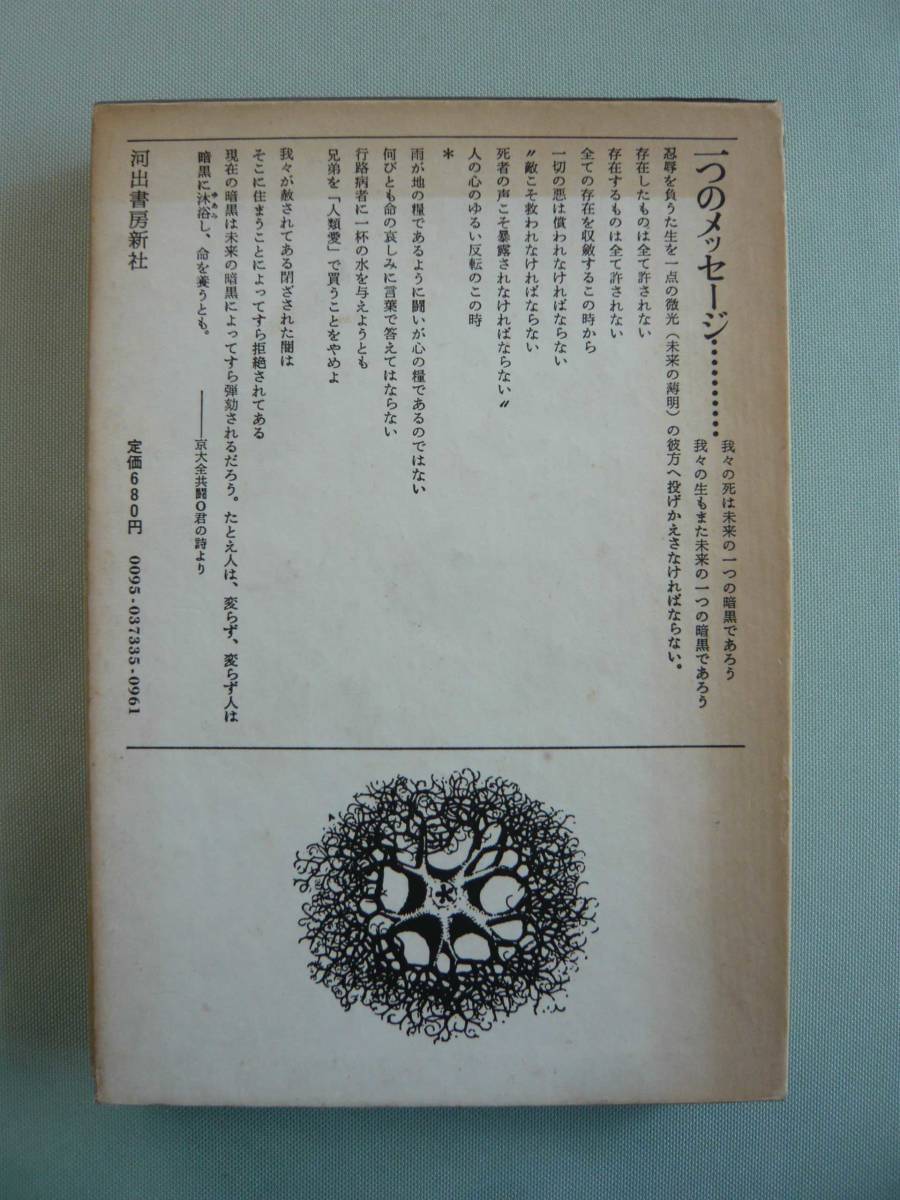 一つのメッセージ…………
我々の死は未来の一つの暗黒であろう
我々の生もまた未来の一つの暗黒であろう
忍辱を負うた生を一点の微光（未来の薄明）の彼方へ投げかえさなければならない。
存在したものは全て許されない
存在するものは全て許されない
全ての存在を収斂するこの時から
一切の悪は償われなければならない
〝敵こそ救われなければならない
死者の声こそ暴露されなければならない〟
人の心のゆるい反転のこの時
＊
雨が地の糧であるように闘いが心の糧であるのではない
何びとも命の哀しみに言葉で答えてはならない
行路病者に一杯の水を与えようとも
兄弟を「人類愛」で買うことをやめよ
我々が赦されてある閉ざされた闇は
そこに住まうことによってすら拒絶されてある
現在の暗黒は未来の暗黒によってすら弾劾されるだろう。たとえ人は、変らず、変らず人は
暗黒に沐浴し、命を養うとも。
ゆあみ
――京大全共闘O君の詩より
河出書房新社
定価680円 0095-037335-0961